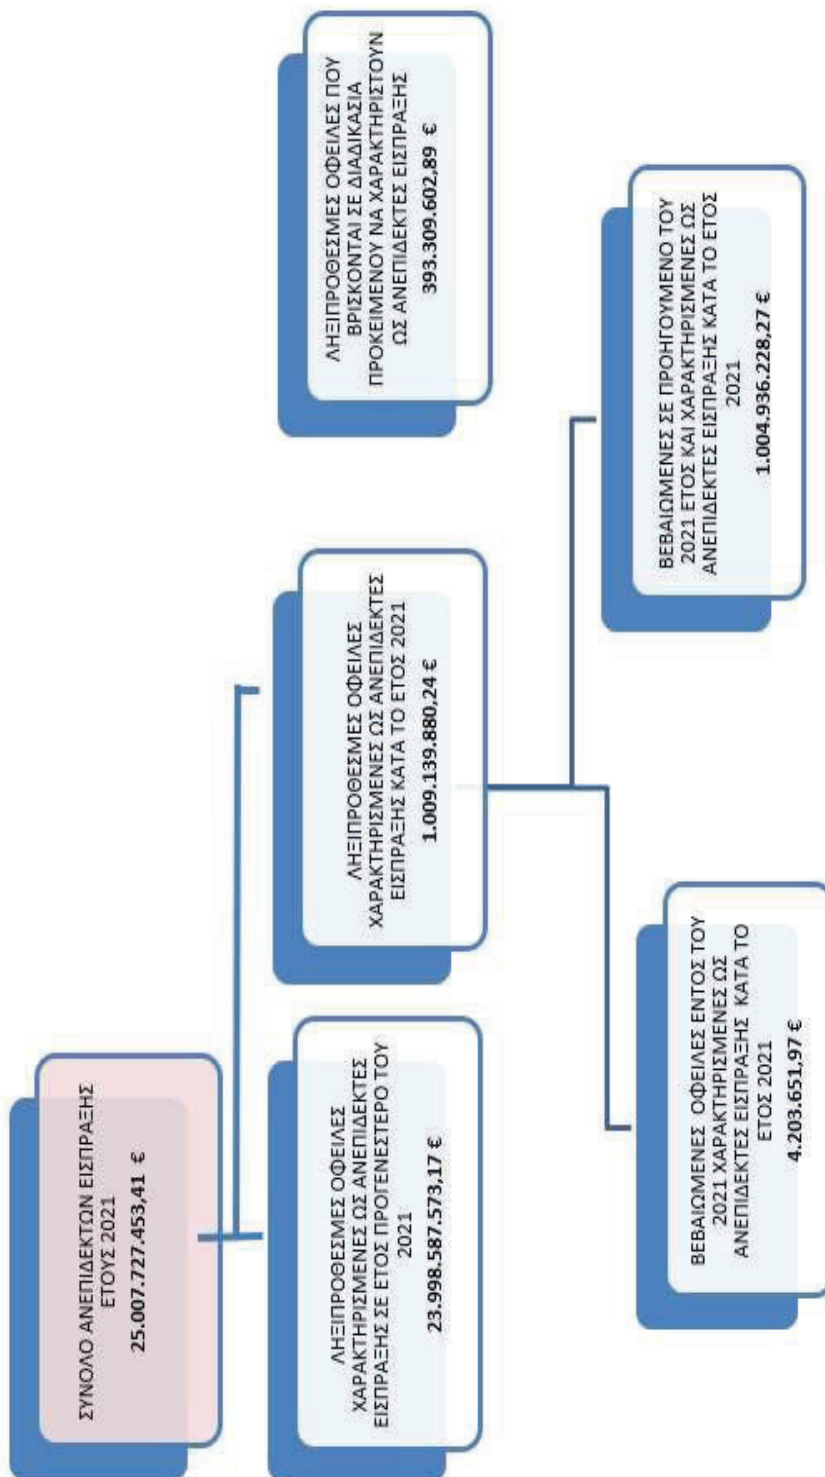 ΣΥΝΟΛΟ ΑΝΕΠΙΔΕΚΤΩΝ ΕΙΣΠΡΑΞΗΣ
ΕΤΟΥΣ 2021
25.007.727.453,41 €
ΛΗΞΙΠΡΟΘΕΣΜΕΣ ΟΦΕΙΛΕΣ
ΧΑΡΑΚΤΗΡΙΣΜΕΝΕΣ ΩΣ ΑΝΕΠΙΔΕΚΤΕΣ
ΕΙΣΠΡΑΞΗΣ ΣΕ ΕΤΟΣ ΠΡΟΓΕΝΕΣΤΕΡΟ ΤΟΥ
2021
23.998.587.573,17 €
ΛΗΞΙΠΡΟΘΕΣΜΕΣ ΟΦΕΙΛΕΣ
ΧΑΡΑΚΤΗΡΙΣΜΕΝΕΣ ΩΣ ΑΝΕΠΙΔΕΚΤΕΣ
ΕΙΣΠΡΑΞΗΣ ΚΑΤΑ ΤΟ ΕΤΟΣ 2021
1.009.139.880,24 €
ΛΗΞΙΠΡΟΘΕΣΜΕΣ ΟΦΕΙΛΕΣ ΠΟΥ
ΒΡΙΣΚΟΝΤΑΙ ΣΕ ΔΙΑΔΙΚΑΣΙΑ
ΠΡΟΚΕΙΜΕΝΟΥ ΝΑ ΧΑΡΑΚΤΗΡΙΣΤΟΥΝ
ΩΣ ΑΝΕΠΙΔΕΚΤΕΣ ΕΙΣΠΡΑΞΗΣ
393.309.602,89 €
ΒΕΒΑΙΩΜΕΝΕΣ ΟΦΕΙΛΕΣ ΕΝΤΟΣ ΤΟΥ
2021 ΧΑΡΑΚΤΗΡΙΣΜΕΝΕΣ ΩΣ
ΑΝΕΠΙΔΕΚΤΕΣ ΕΙΣΠΡΑΞΗΣ ΚΑΤΑ ΤΟ
ΕΤΟΣ 2021
4.203.651,97 €
ΒΕΒΑΙΩΜΕΝΕΣ ΣΕ ΠΡΟΗΓΟΥΜΕΝΟ ΤΟΥ
2021 ΕΤΟΣ ΚΑΙ ΧΑΡΑΚΤΗΡΙΣΜΕΝΕΣ ΩΣ
ΑΝΕΠΙΔΕΚΤΕΣ ΕΙΣΠΡΑΞΗΣ ΚΑΤΑ ΤΟ ΕΤΟΣ
2021
1.004.936.228,27 €